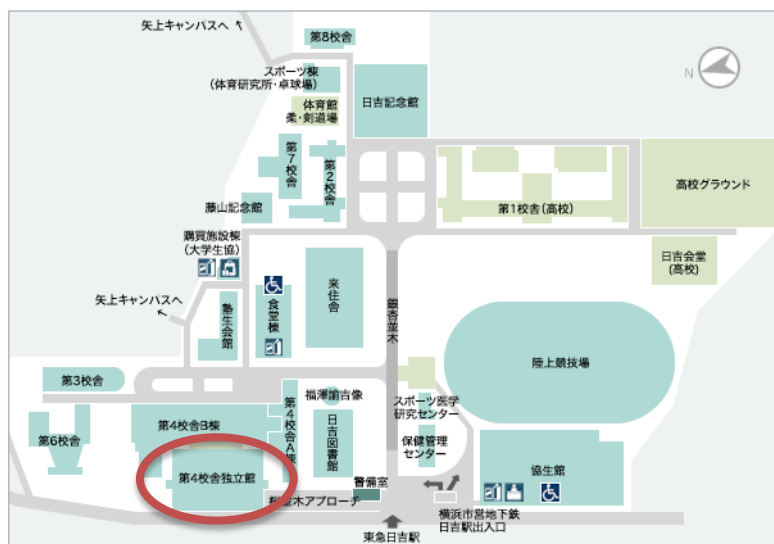 矢上キャンパスへ
第8校舎
スポーツ棟
(体育研究所・卓球場)
日吉記念館
N
体育館
柔・剣道場
第7校舎
第2校舎
高校グラウンド
藤山記念館
第1校舎(高校)
購買施設棟
(大学生協)
日吉会堂
(高校)
矢上キャンパスへ
塾生会館
食堂棟
来往舎
銀杏並木
陸上競技場
第3校舎
福澤諭吉像
スポーツ医学
研究センター
第4校舎B棟
第4校舎A棟
日吉図書館
第6校舎
保健管理
センター
協生館
第4校舎独立館
警備室
桜並木アプローチ
横浜市営地下鉄
日吉駅出入口
東急日吉駅